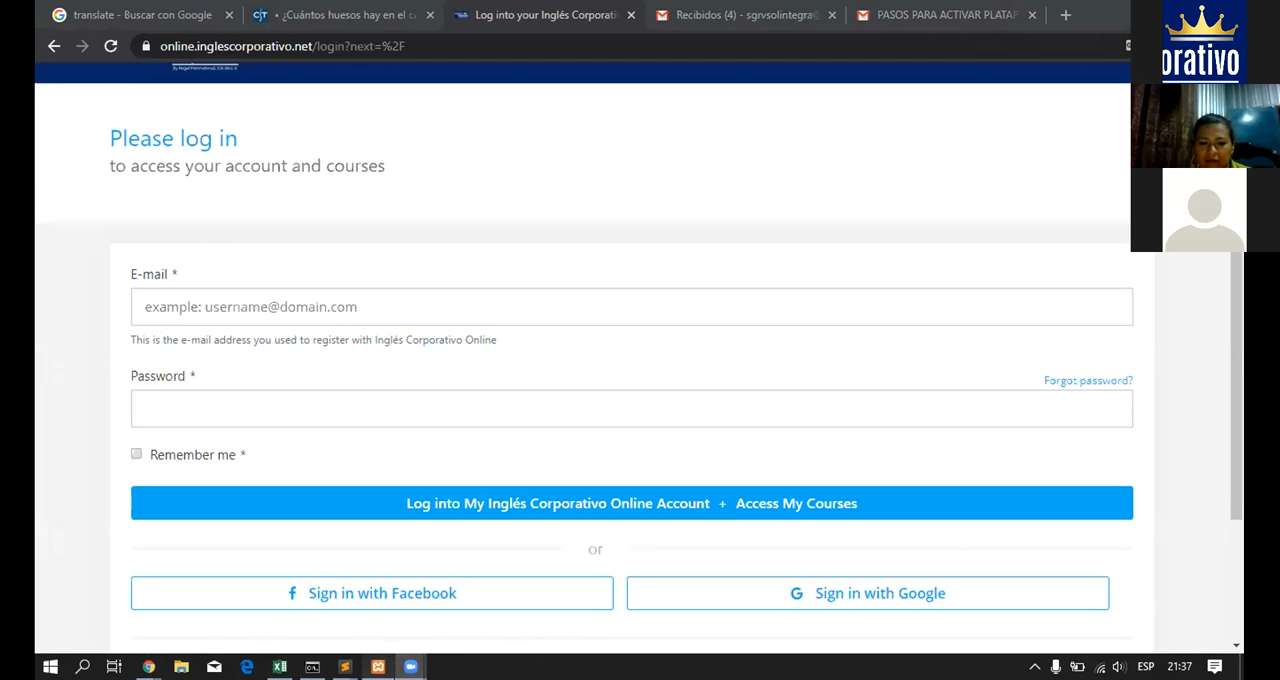 translate - Buscar con Google
¿Cuántos huesos hay en el c
Log into your Inglés Corporati
Recibidos (4) - sgrvsolintegra@
PASOS PARA ACTIVAR PLATAF
online.inglescorporativo.net/login?next=%2F
orativo
Please log in
to access your account and courses
E-mail *
example: username@domain.com
This is the e-mail address you used to register with Inglés Corporativo Online
Password *
Forgot password?
Remember me *
Log into My Inglés Corporativo Online Account + Access My Courses
or
f Sign in with Facebook
G Sign in with Google
ESP
21:37